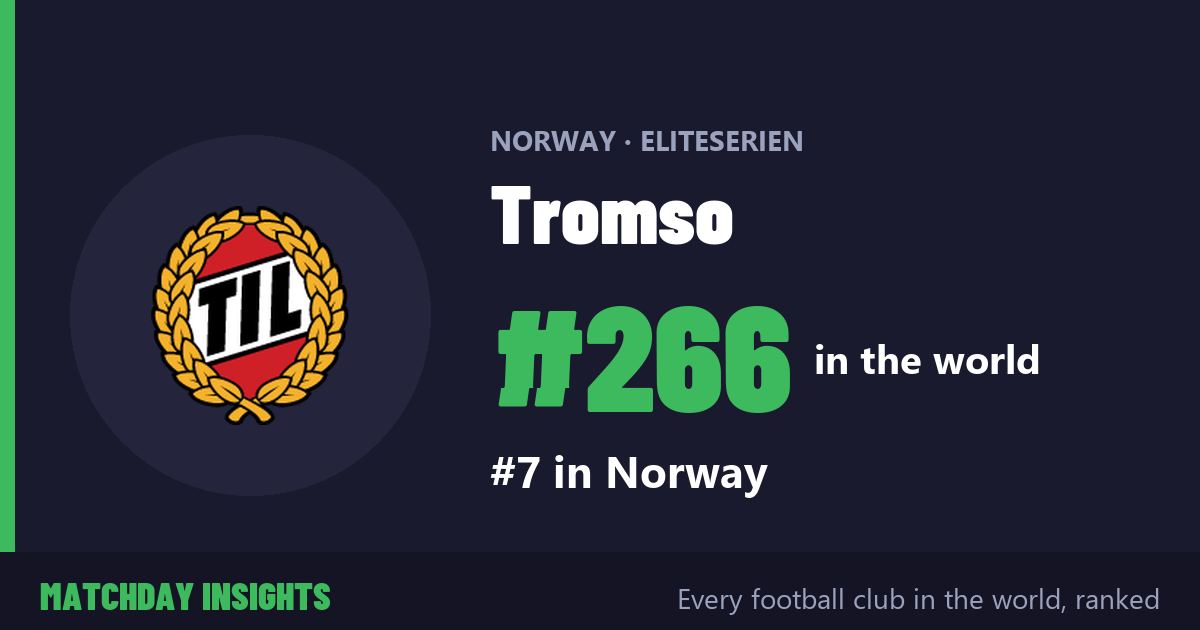 NORWAY · ELITESERIEN
Tromso
TIL
#266 in the world
#7 in Norway
MATCHDAY INSIGHTS
Every football club in the world, ranked